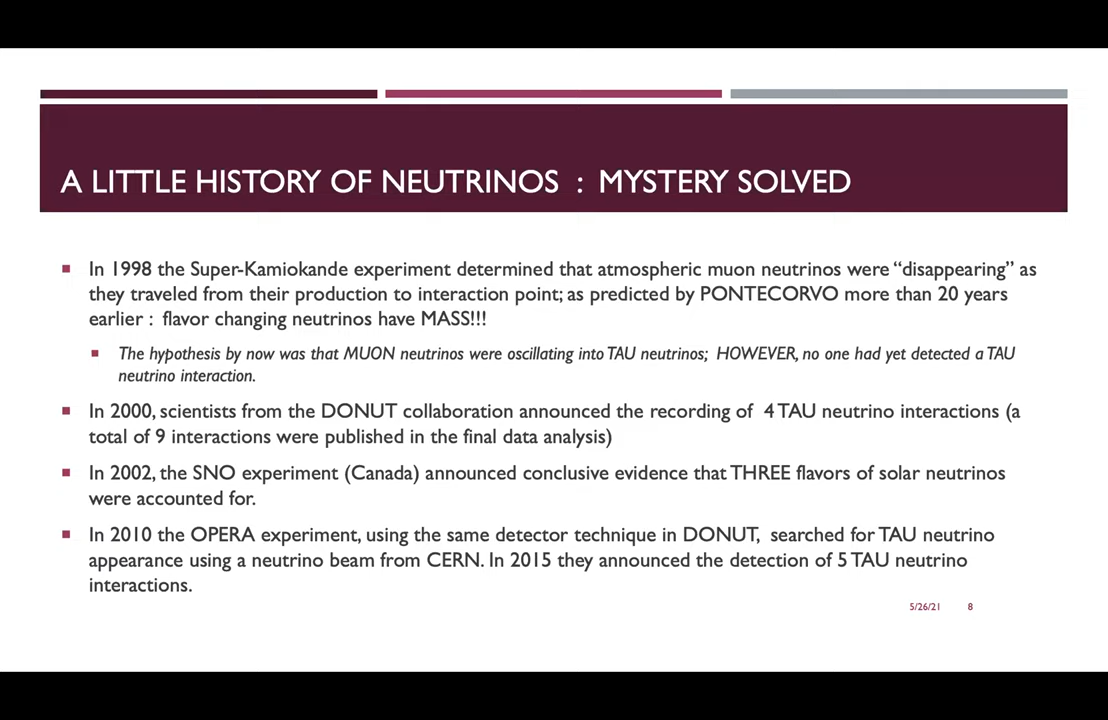 A LITTLE HISTORY OF NEUTRINOS : MYSTERY SOLVED
In 1998 the Super-Kamiokande experiment determined that atmospheric muon neutrinos were “disappearing” as
they traveled from their production to interaction point; as predicted by PONTECORVO more than 20 years
earlier : flavor changing neutrinos have MASS!!!
The hypothesis by now was that MUON neutrinos were oscillating into TAU neutrinos; HOWEVER, no one had yet detected a TAU
neutrino interaction.
In 2000, scientists from the DONUT collaboration announced the recording of 4 TAU neutrino interactions (a
total of 9 interactions were published in the final data analysis)
In 2002, the SNO experiment (Canada) announced conclusive evidence that THREE flavors of solar neutrinos
were accounted for.
In 2010 the OPERA experiment, using the same detector technique in DONUT, searched for TAU neutrino
appearance using a neutrino beam from CERN. In 2015 they announced the detection of 5 TAU neutrino
interactions.
5/26/21 8